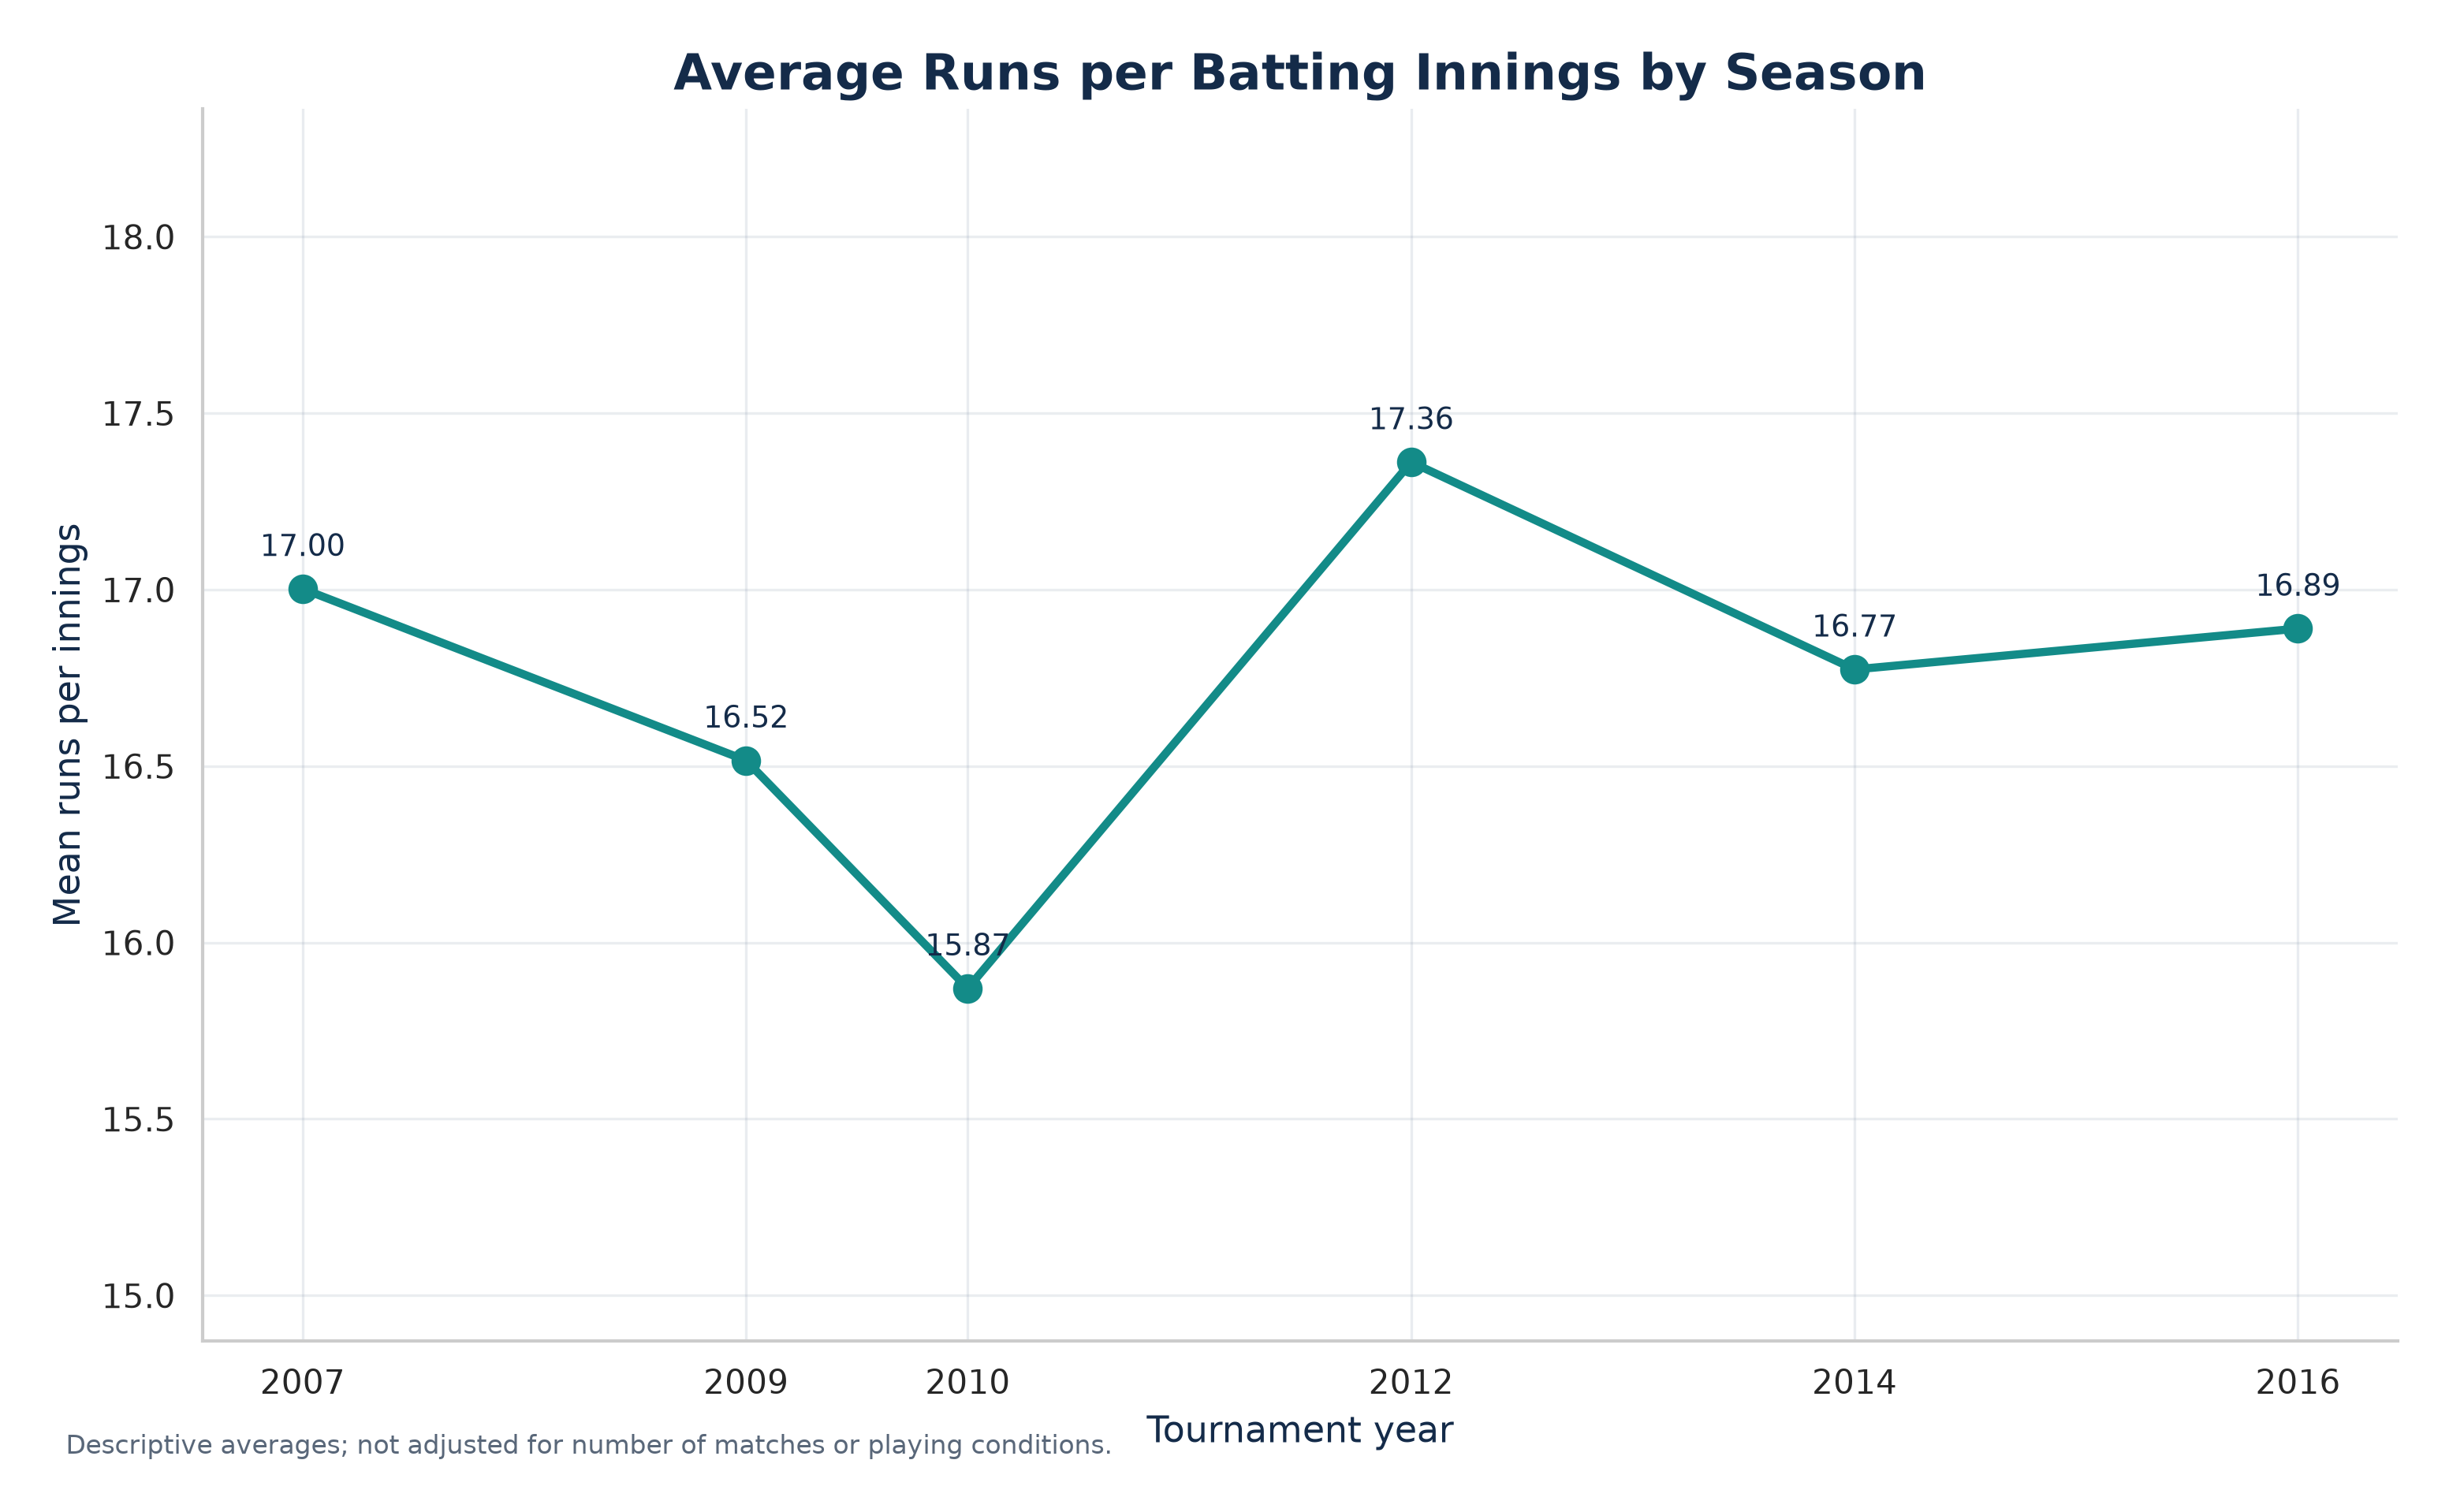 Average Runs per Batting Innings by Season
Mean runs per innings
18.0
17.5
17.0
16.5
16.0
15.5
15.0
17.00
16.52
15.87
17.36
16.77
16.89
2007 2009 2010 2012 2014 2016
Tournament year
Descriptive averages; not adjusted for number of matches or playing conditions.